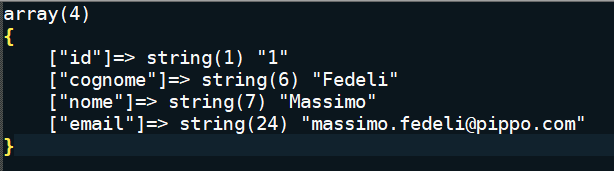 array(4)
{
["id"]=> string(1) "1"
["cognome"]=> string(6) "Fedeli"
["nome"]=> string(7) "Massimo"
["email"]=> string(24) "massimo.fedeli@pippo.com"
}